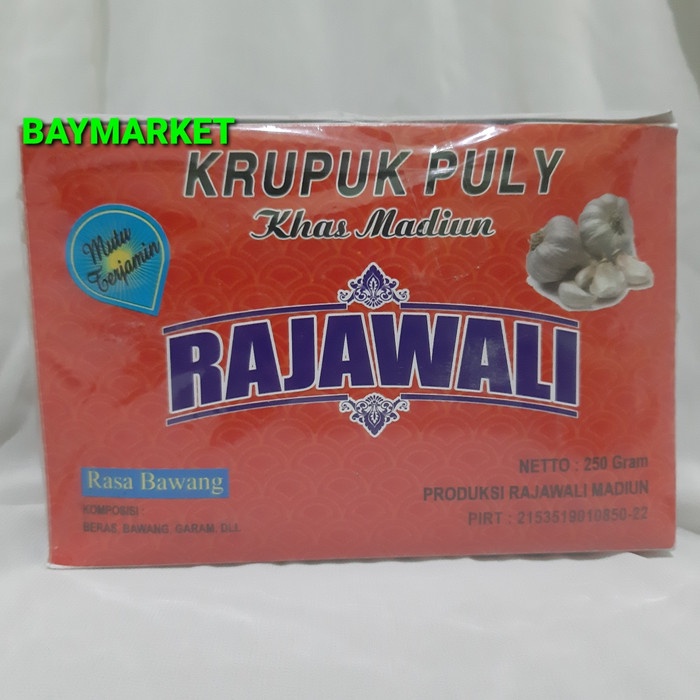 BAYMARKET
KRUPUK PULY
Khas Madiun
Mutu
Terjamin
RAJAWALI
Rasa Bawang
KOMPOSISI
BERAS, BAWANG, GARAM, DLL
NETTO : 250 Gram
PRODUKSI RAJAWALI MADIUN
PIRT : 2153519010850-22